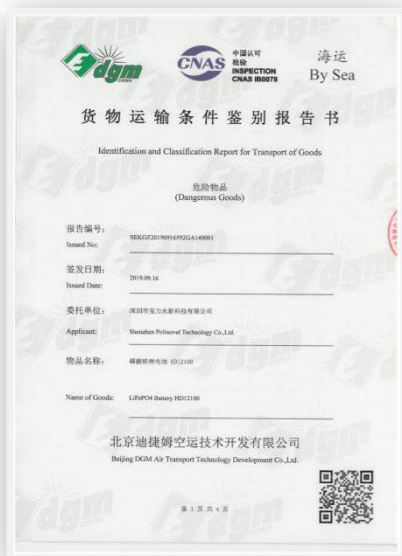 dgm
CHINA
CNAS
中国认可
检验
INSPECTION
CNAS IB0078
海运
By Sea
货物运输条件鉴别报告书
Identification and Classification Report for Transport of Goods
危险物品
(Dangerous Goods)
报告编号：
Issued No:
SEKGZ20190916592GA140001
签发日期：
Issued Date:
2019.09.16
委托单位：
深圳市宝力水新科技有限公司
Applicant:
Shenzhen Polinovel Technology Co.,Ltd.
物品名称：
磷酸铁锂电池 HD12100
Name of Goods:
LiFePO4 Battery HD12100
北京迪捷姆空运技术开发有限公司
Beijing DGM Air Transport Technology Development Co.,Ltd.
第 1 页 共 4 页